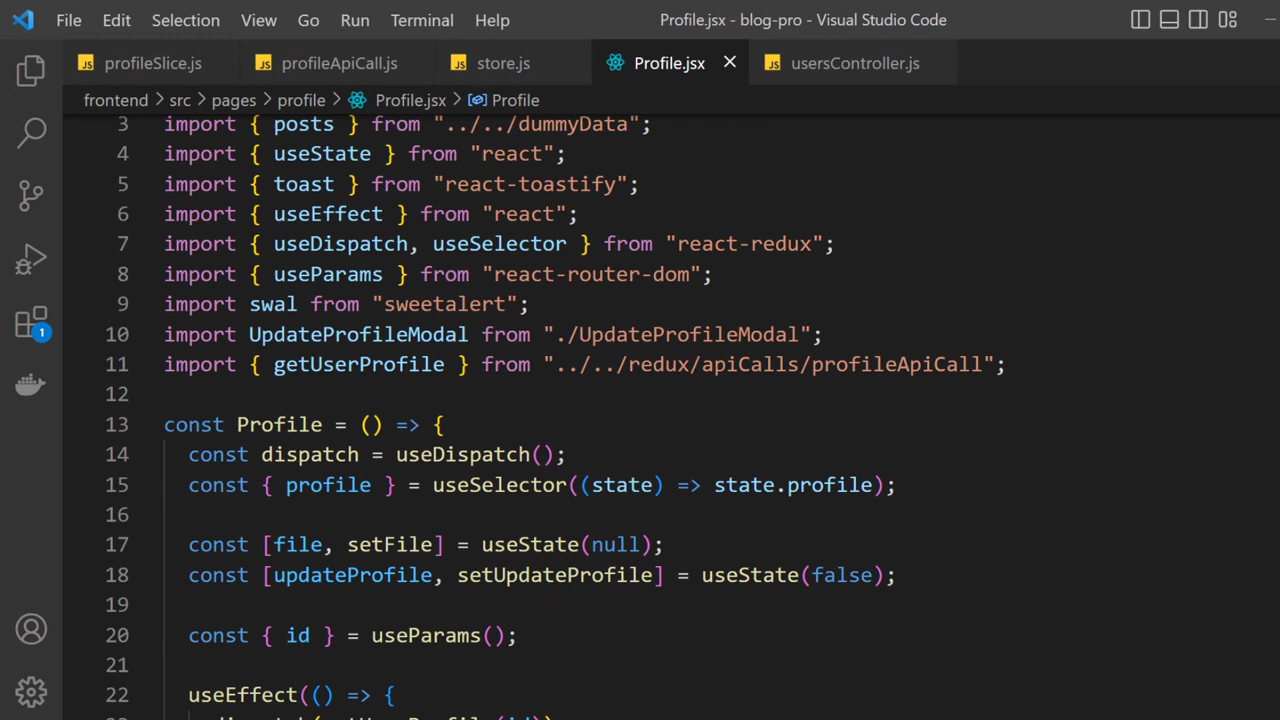 File Edit Selection View Go Run Terminal Help Profile.jsx - blog-pro - Visual Studio Code
JS profileSlice.js JS profileApiCall.js JS store.js Profile.jsx × JS usersController.js
frontend > src > pages > profile > Profile.jsx > Profile
3 import { posts } from "../../dummyData";
4 import { useState } from "react";
5 import { toast } from "react-toastify";
6 import { useEffect } from "react";
7 import { useDispatch, useSelector } from "react-redux";
8 import { useParams } from "react-router-dom";
9 import swal from "sweetalert";
10 import UpdateProfileModal from "./UpdateProfileModal";
11 import { getUserProfile } from "../../redux/apiCalls/profileApiCall";
12
13 const Profile = () => {
14 const dispatch = useDispatch();
15 const { profile } = useSelector((state) => state.profile);
16
17 const [file, setFile] = useState(null);
18 const [updateProfile, setUpdateProfile] = useState(false);
19
20 const { id } = useParams();
21
22 useEffect(() => {
1